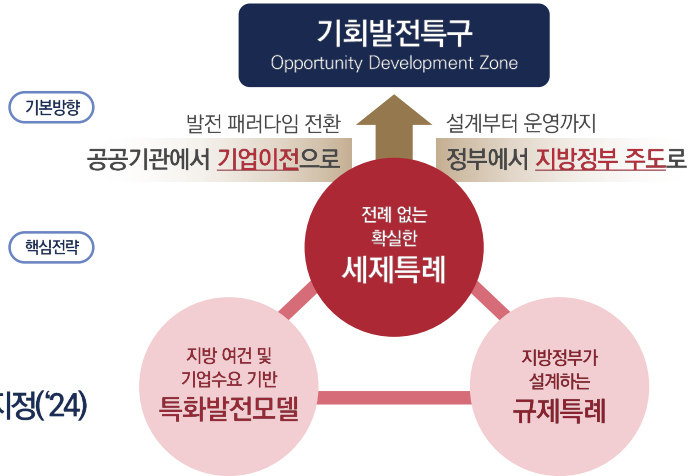 기회발전특구
Opportunity Development Zone
기본방향
발전 패러다임 전환
공공기관에서 기업이전으로
설계부터 운영까지
정부에서 지방정부 주도로
핵심전략
전례 없는
확실한
세제특례
지방 여건 및
기업수요 기반
특화발전모델
지방정부가
설계하는
규제특례
지정(‘24)